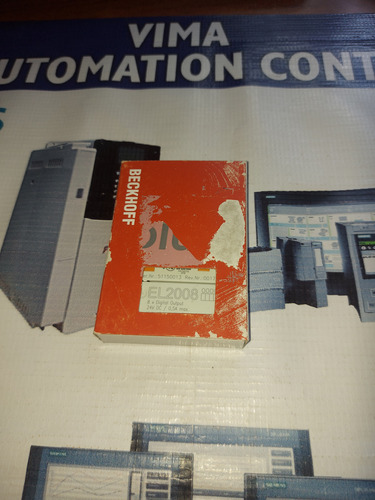 VIMA
UTOMATION CONT
S
BECKHOFF
EL2008
8 x Digital Output
24V DC / 0,5A max.